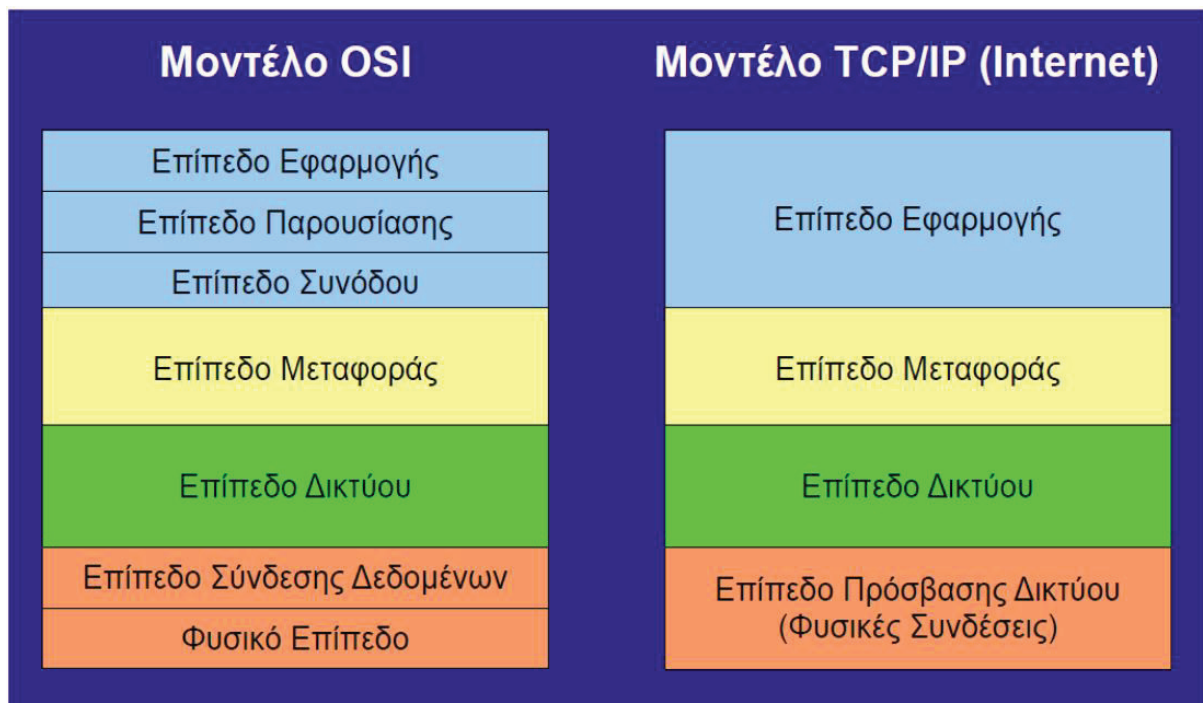 Μοντέλο OSI
Επίπεδο Εφαρμογής
Επίπεδο Παρουσίασης
Επίπεδο Συνόδου
Επίπεδο Μεταφοράς
Επίπεδο Δικτύου
Επίπεδο Σύνδεσης Δεδομένων
Φυσικό Επίπεδο
Μοντέλο TCP/IP (Internet)
Επίπεδο Εφαρμογής
Επίπεδο Μεταφοράς
Επίπεδο Δικτύου
Επίπεδο Πρόσβασης Δικτύου
(Φυσικές Συνδέσεις)